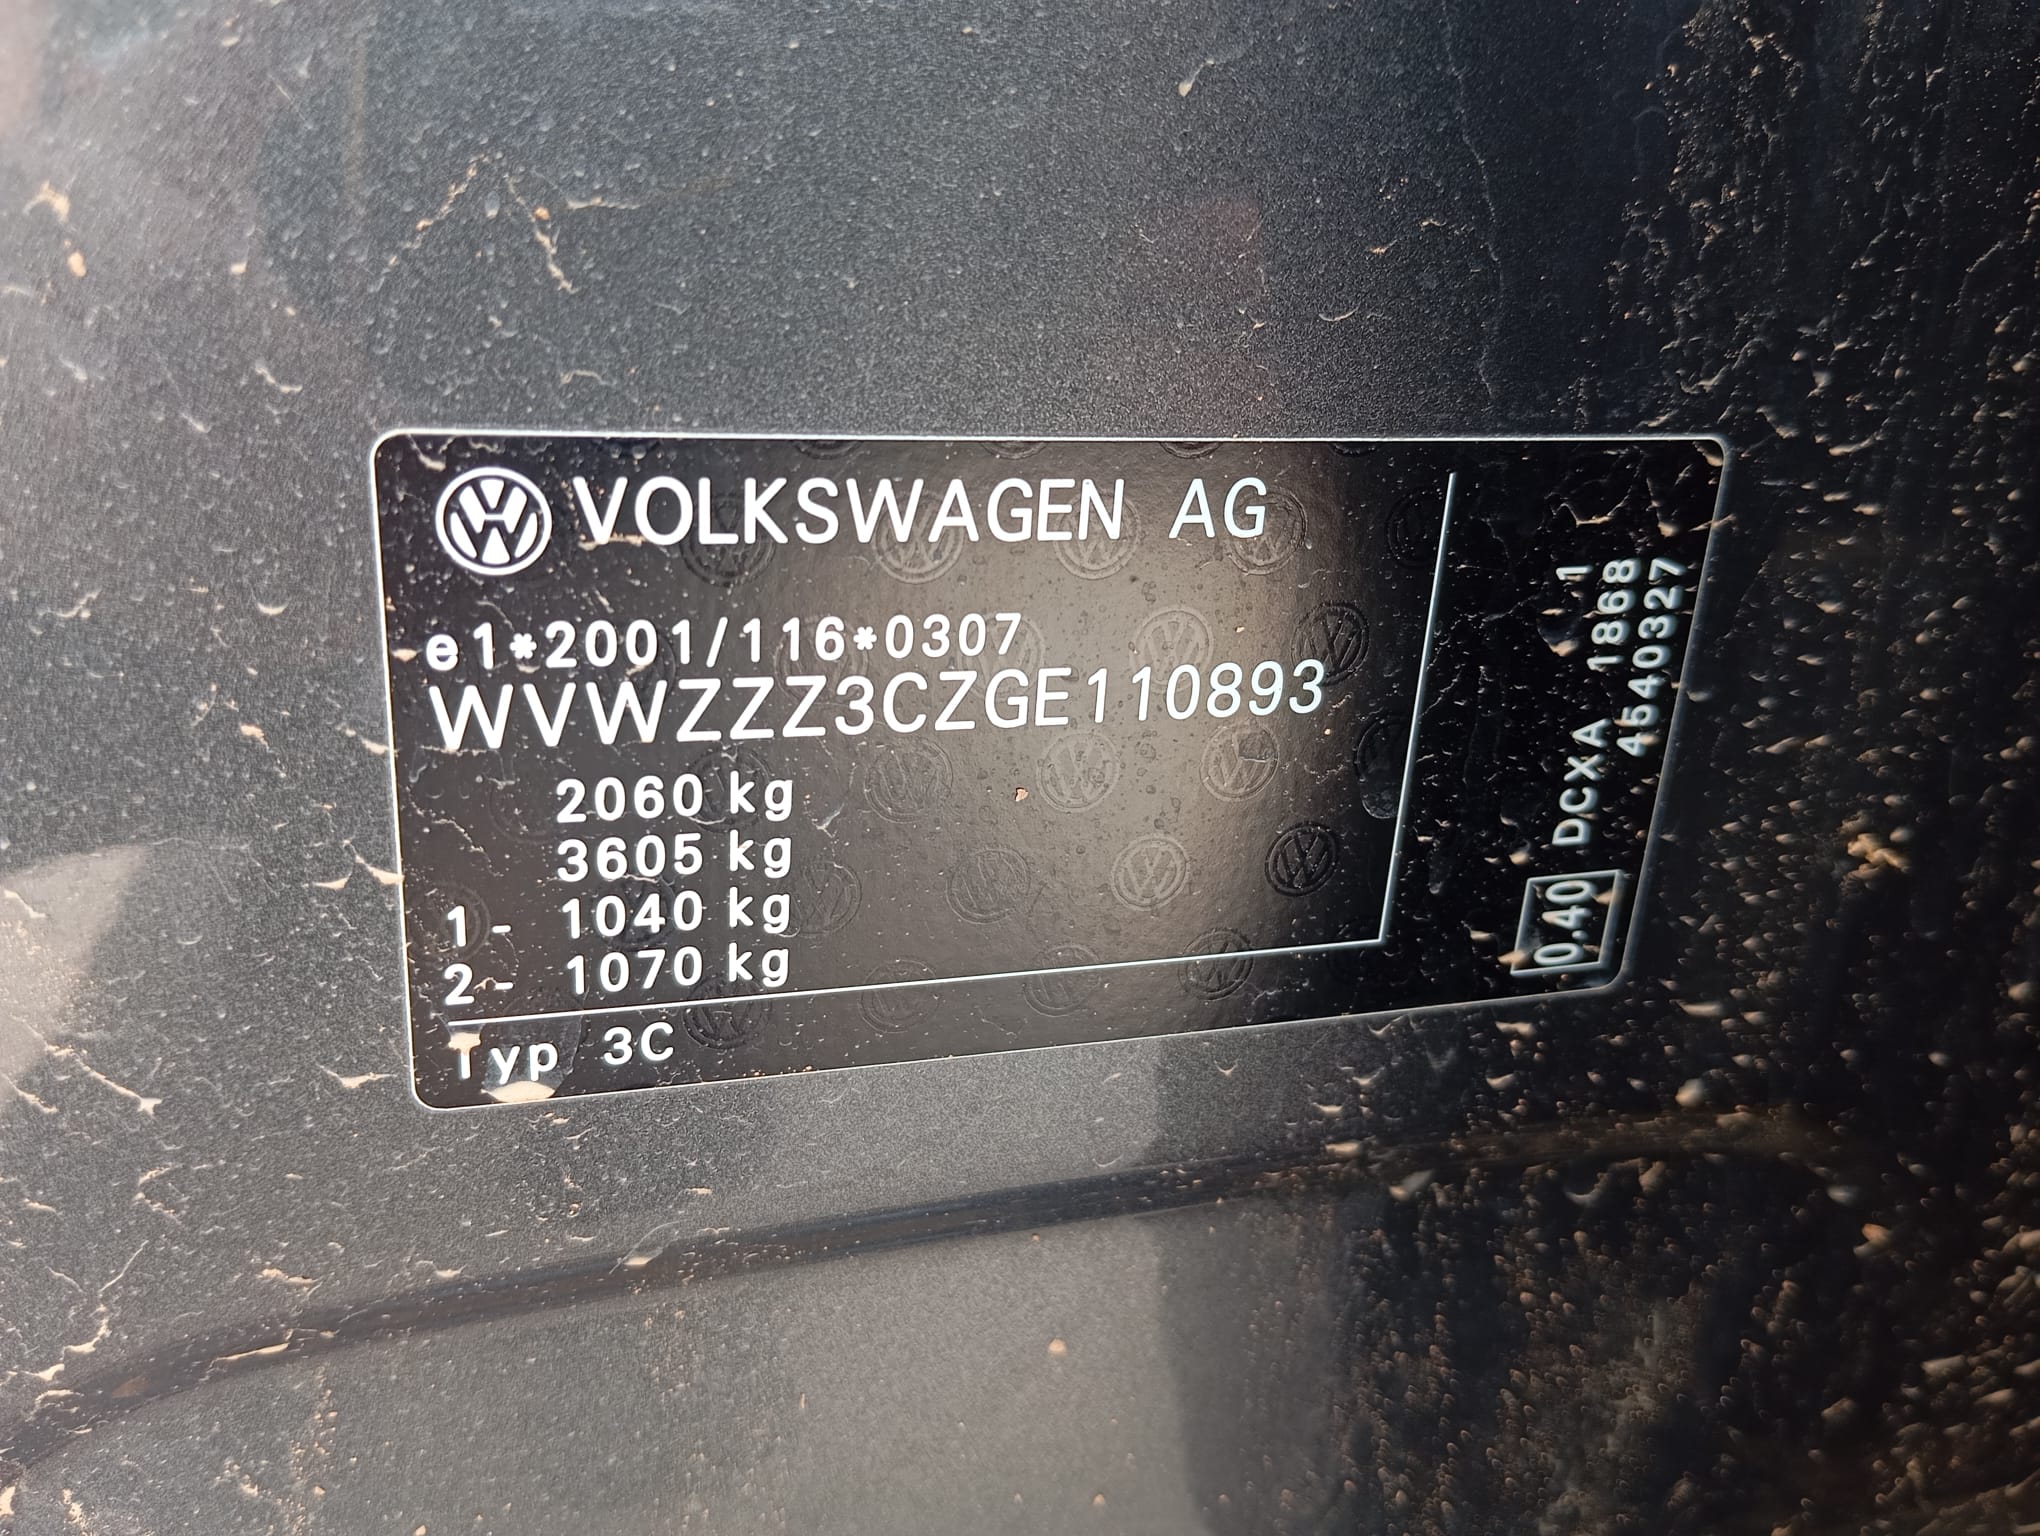 VOLKSWAGEN AG
e1*2001/116*0307
WVWZZZ3CZGE110893
2060 kg
3605 kg
1- 1040 kg
2- 1070 kg
Typ 3C
0.40 DCXA 1868 1
4540327